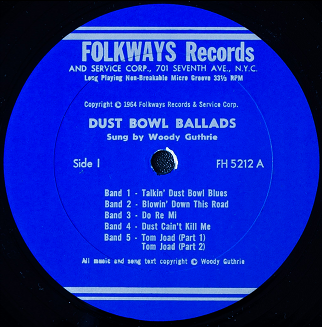 FOLKWAYS Records
AND SERVICE CORP., 701 SEVENTH AVE., N.Y.C.
Long Playing Non-Breakable Micro Groove 33⅓ RPM
Copyright © 1964 Folkways Records & Service Corp.
DUST BOWL BALLADS
Sung by Woody Guthrie
Side I
FH 5212 A
Band 1 - Talkin' Dust Bowl Blues
Band 2 - Blowin' Down This Road
Band 3 - Do Re Mi
Band 4 - Dust Cain't Kill Me
Band 5 - Tom Joad (Part 1)
Tom Joad (Part 2)
All music and song text copyright © Woody Guthrie